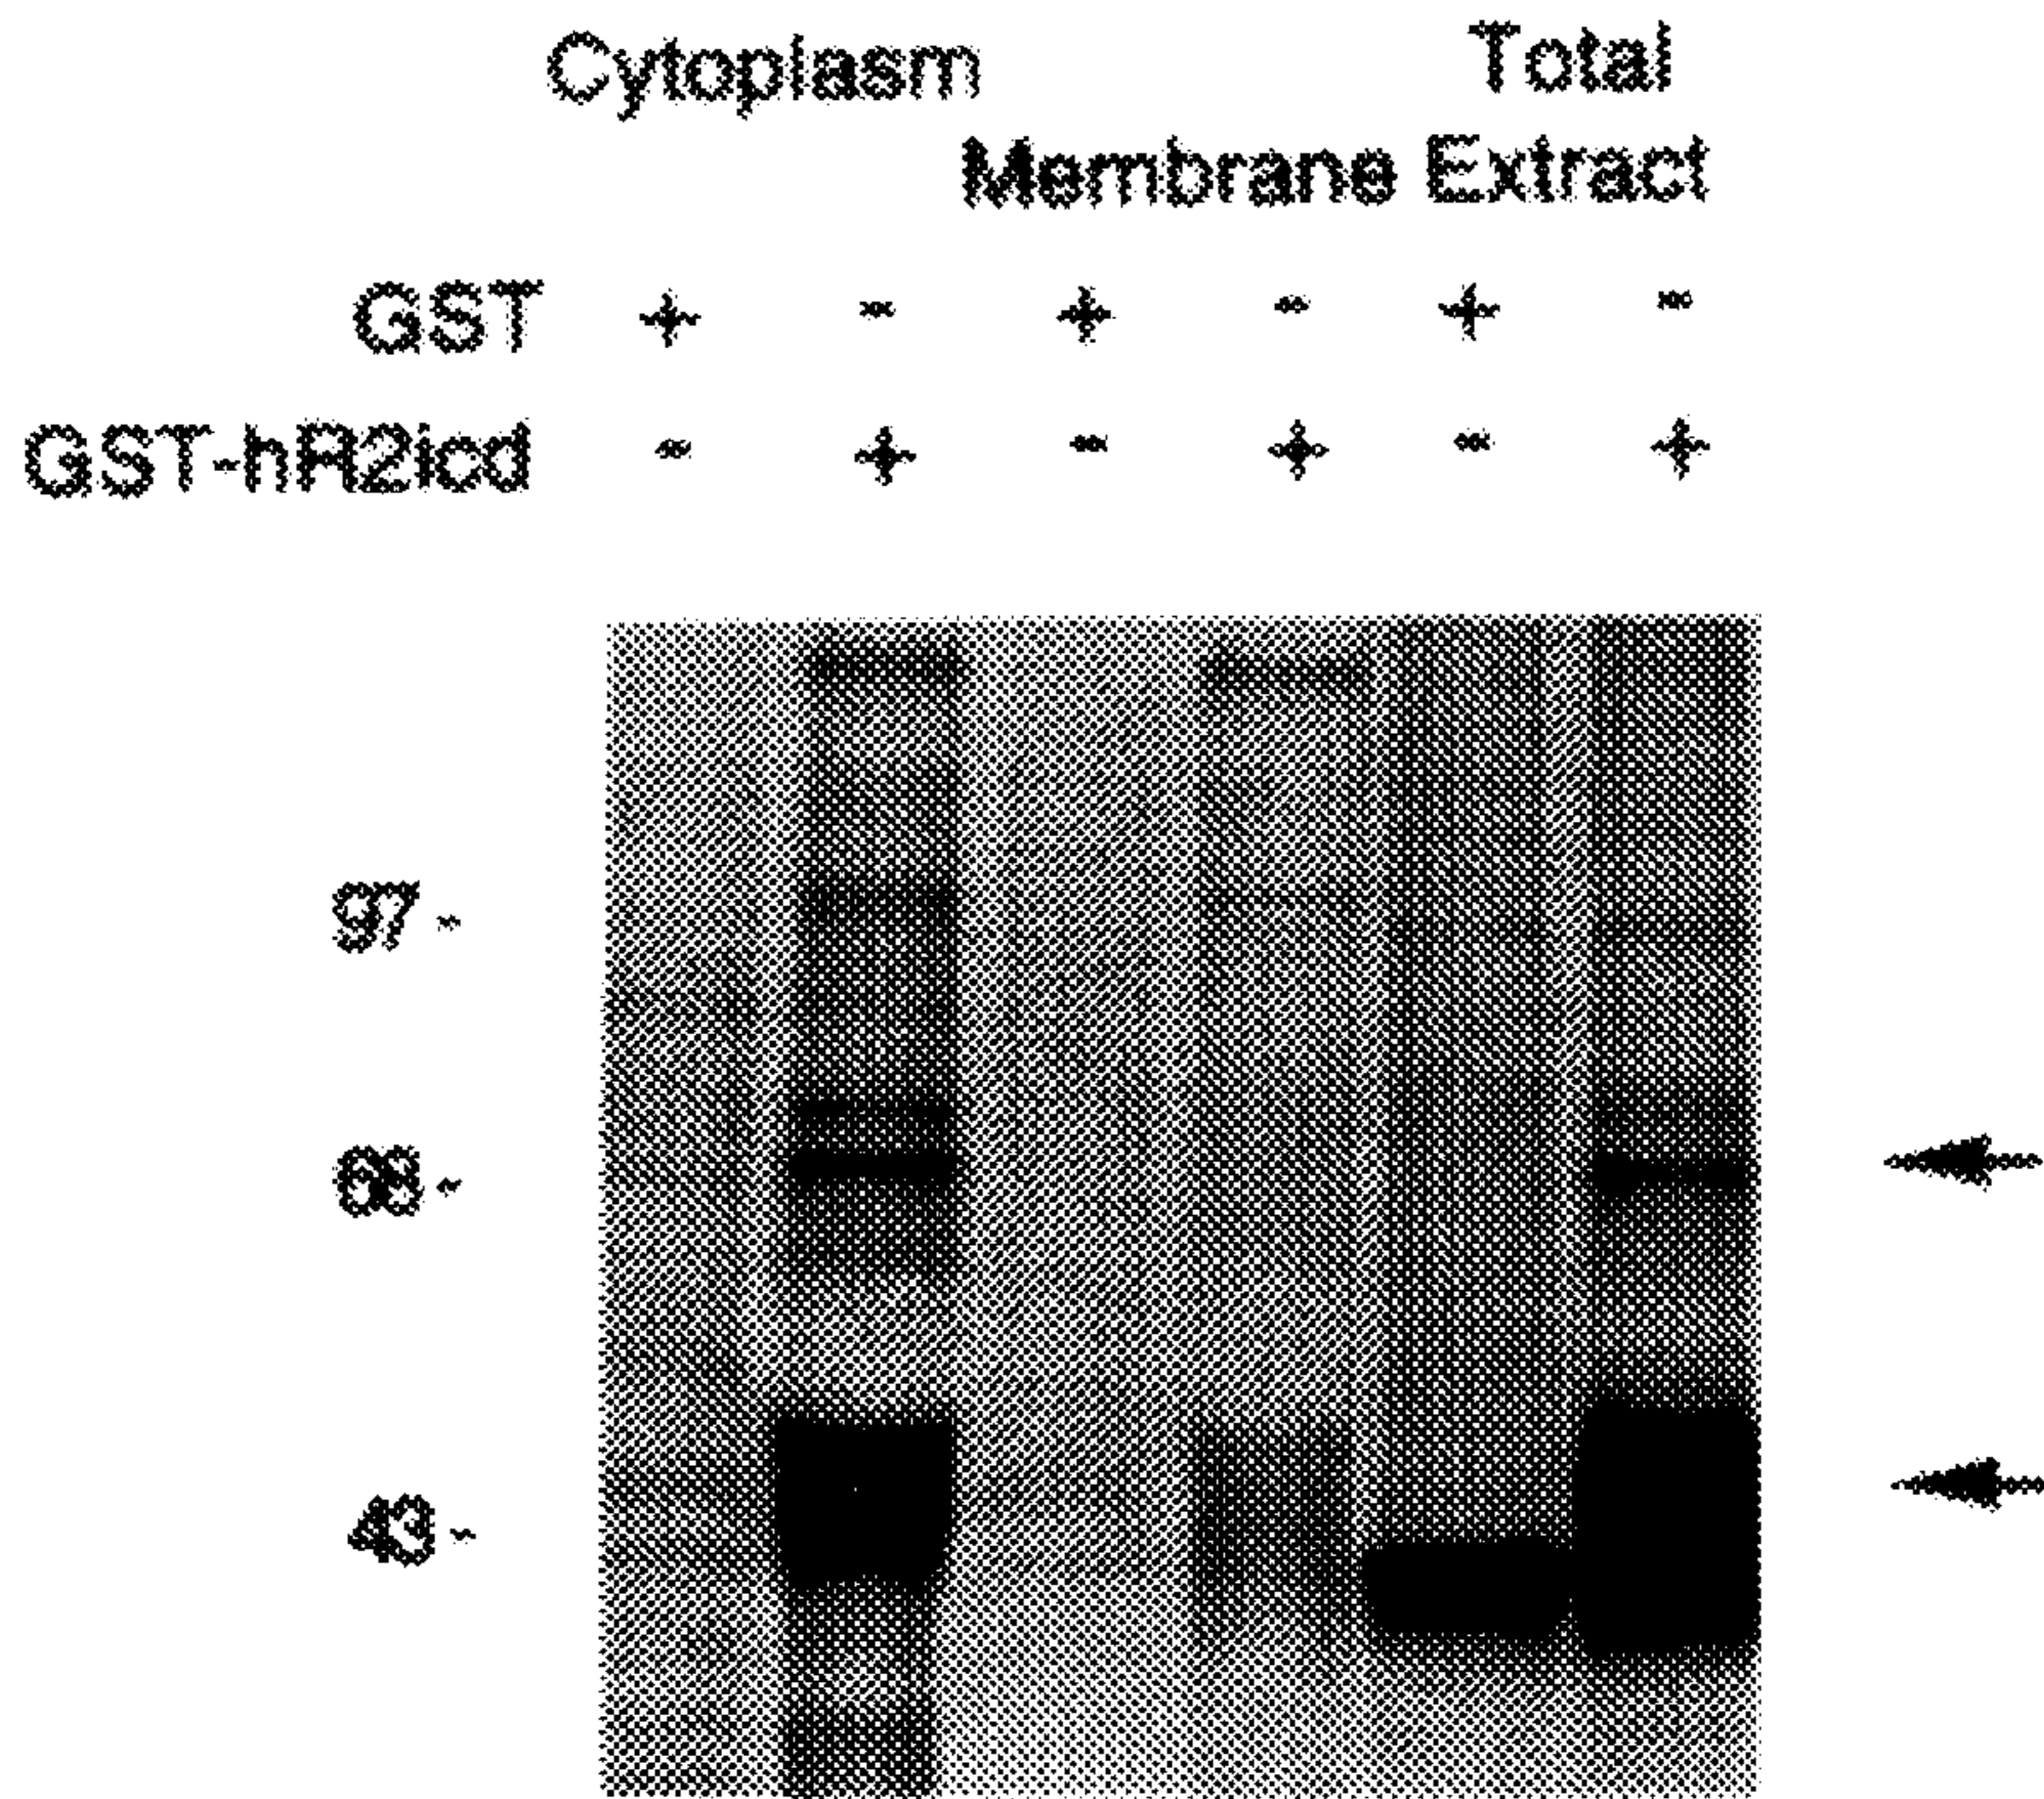 Cytoplasm Total
Membrane Extract
GST + - + - + -
GST-hR2icd - + - + - +
97 -
68 -
43 -